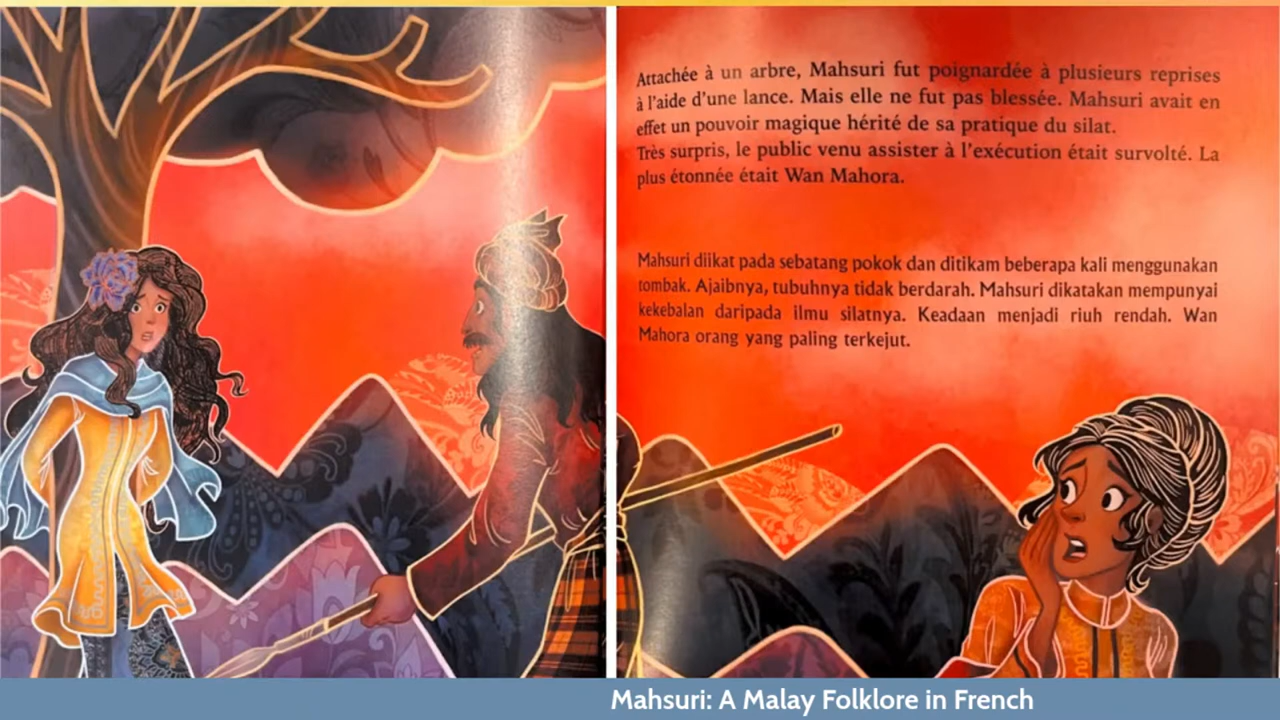 Attachée à un arbre, Mahsuri fut poignardée à plusieurs reprises
à l'aide d'une lance. Mais elle ne fut pas blessée. Mahsuri avait en
effet un pouvoir magique hérité de sa pratique du silat.
Très surpris, le public venu assister à l'exécution était survolté. La
plus étonnée était Wan Mahora.
Mahsuri diikat pada sebatang pokok dan ditikam beberapa kali menggunakan
tombak. Ajaibnya, tubuhnya tidak berdarah. Mahsuri dikatakan mempunyai
kekebalan daripada ilmu silatnya. Keadaan menjadi riuh rendah. Wan
Mahora orang yang paling terkejut.
Mahsuri: A Malay Folklore in French